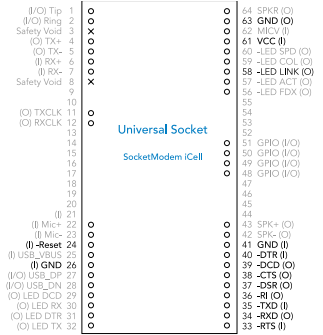 (I/O) Tip 1 64 SPKR (O)
(I/O) Ring 2 63 GND (O)
Safety Void 3 62 MICV (I)
(O) TX+ 4 61 VCC (I)
(O) TX- 5 60 -LED SPD (O)
(I) RX+ 6 59 -LED COL (O)
(I) RX- 7 58 -LED LINK (O)
Safety Void 8 57 -LED ACT (O)
9 56 -LED FDX (O)
10 55
(O) TXCLK 11 54
(O) RXCLK 12 53
13 Universal Socket 52
14 51 GPIO (I/O)
15 SocketModem iCell 50 GPIO (I/O)
16 49 GPIO (I/O)
17 48 GPIO (I/O)
18 47
19 46
20 45
(I) 21 44
(I) Mic+ 22 43 SPK+ (O)
(I) Mic- 23 42 SPK- (O)
(I) -Reset 24 41 GND (I)
(I) USB_VBUS 25 40 -DTR (I)
(I) GND 26 39 -DCD (O)
(I/O) USB_DP 27 38 -CTS (O)
(I/O) USB_DN 28 37 -DSR (O)
(O) LED DCD 29 36 -RI (O)
(O) LED RX 30 35 -TXD (I)
(O) LED DTR 31 34 -RXD (O)
(O) LED TX 32 33 -RTS (I)